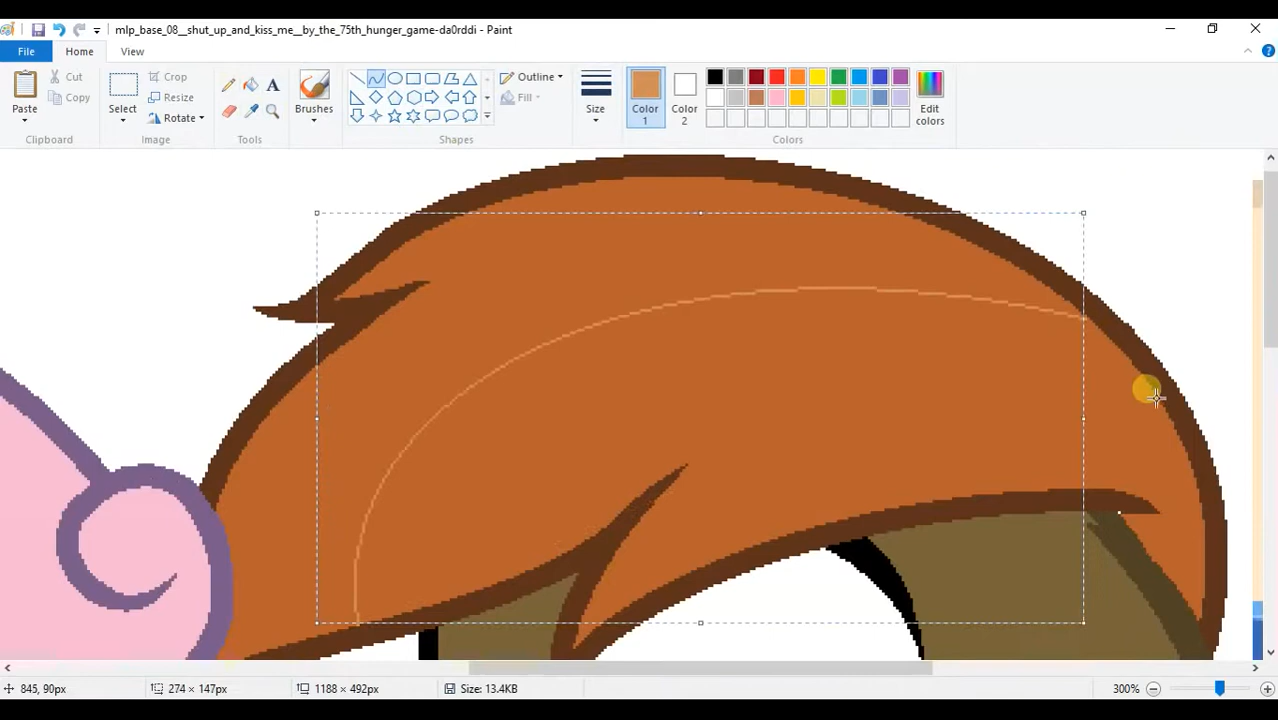 mlp_base_08__shut_up_and_kiss_me__by_the_75th_hunger_game-da0rddi - Paint
File Home View
Paste
Cut
Copy
Clipboard
Select
Crop
Resize
Rotate
Image
A
Tools
Brushes
Outline
Fill
Shapes
Size
Color 1
Color 2
Edit colors
Colors
845, 90px
274 × 147px
1188 × 492px
Size: 13.4KB
300%